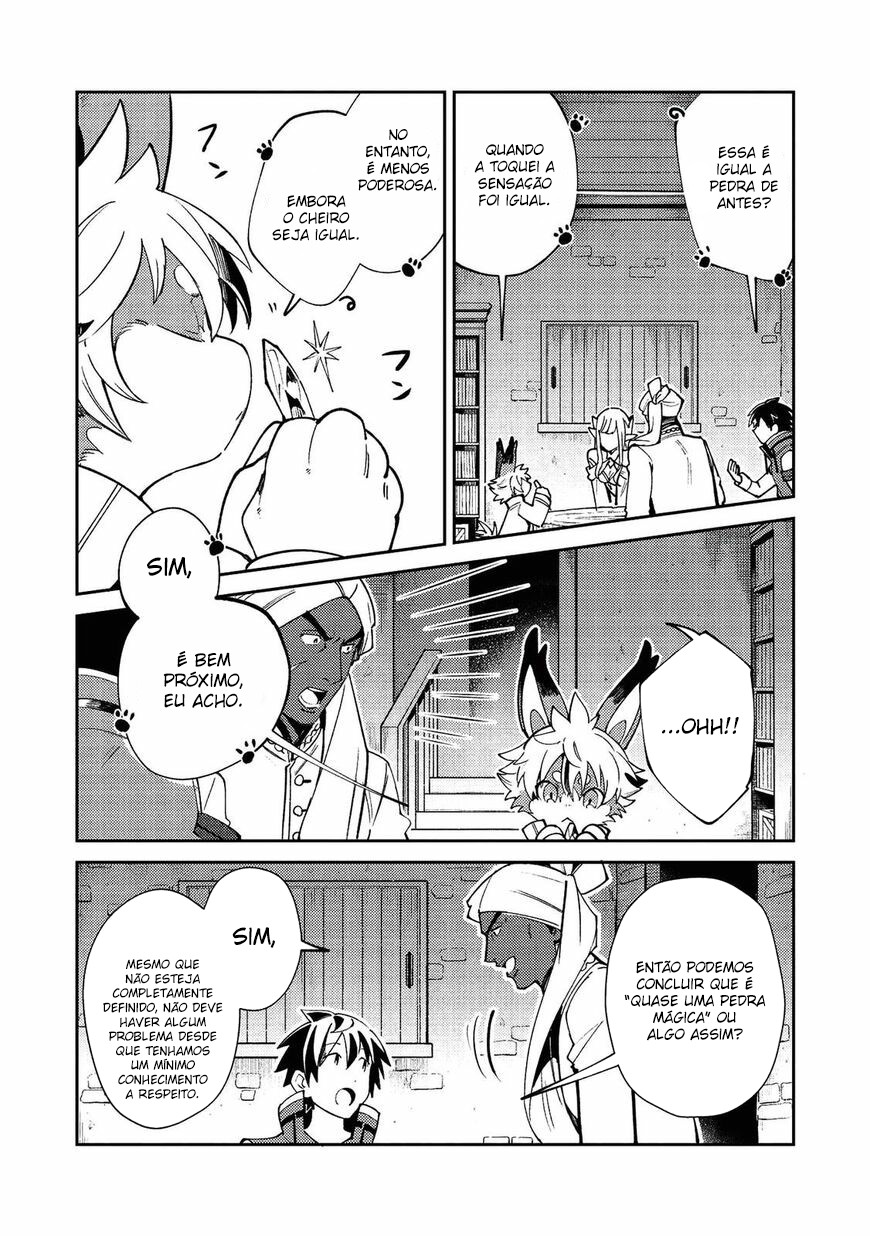 ESSA É
IGUAL A
PEDRA DE
ANTES?
QUANDO
A TOQUEI A
SENSAÇÃO
FOI IGUAL.
NO
ENTANTO,
É MENOS
PODEROSA.
EMBORA
O CHEIRO
SEJA IGUAL.
...OHH!!
SIM,
É BEM
PRÓXIMO,
EU ACHO.
ENTÃO PODEMOS
CONCLUIR QUE É
“QUASE UMA PEDRA
MÁGICA” OU
ALGO ASSIM?
SIM,
MESMO QUE
NÃO ESTEJA
COMPLETAMENTE
DEFINIDO, NÃO DEVE
HAVER ALGUM
PROBLEMA DESDE
QUE TENHAMOS
UM MÍNIMO
CONHECIMENTO
A RESPEITO.